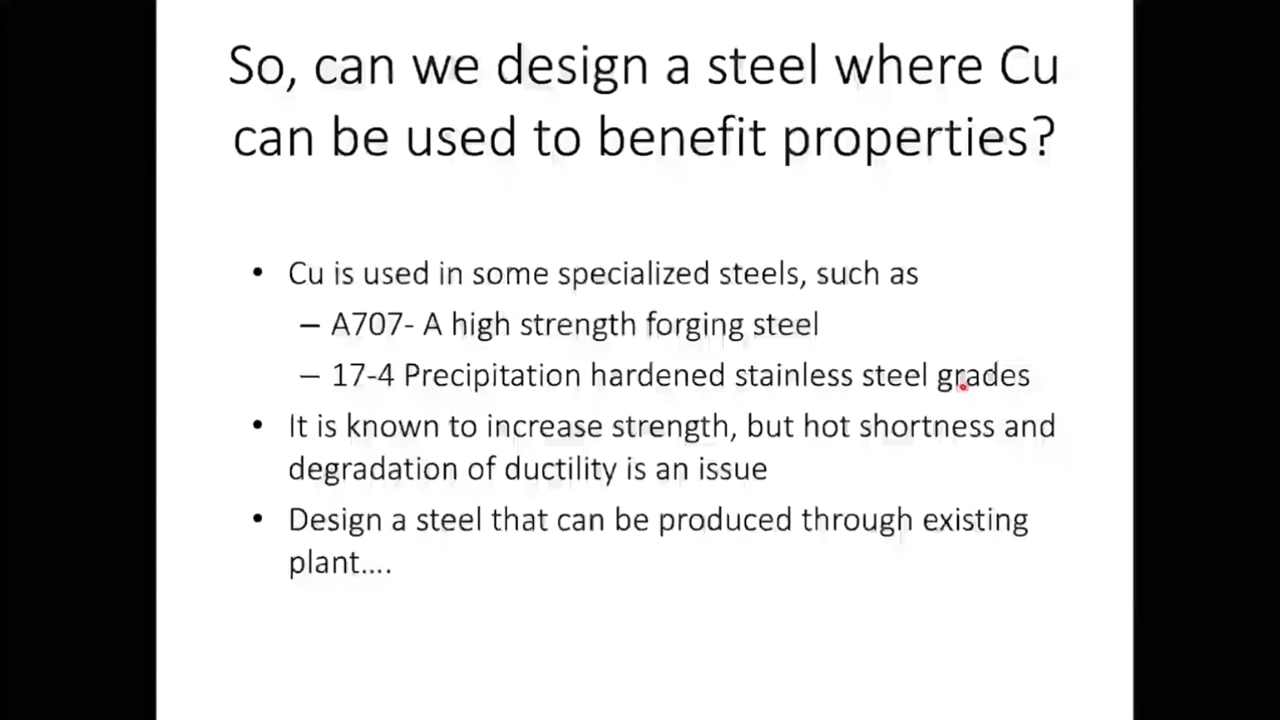 So, can we design a steel where Cu
can be used to benefit properties?
• Cu is used in some specialized steels, such as
– A707- A high strength forging steel
– 17-4 Precipitation hardened stainless steel grades
• It is known to increase strength, but hot shortness and
degradation of ductility is an issue
• Design a steel that can be produced through existing
plant....